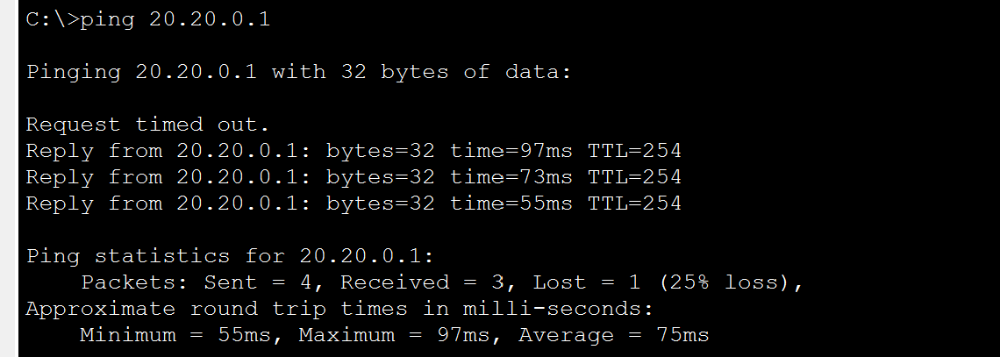 C:\>ping 20.20.0.1
Pinging 20.20.0.1 with 32 bytes of data:
Request timed out.
Reply from 20.20.0.1: bytes=32 time=97ms TTL=254
Reply from 20.20.0.1: bytes=32 time=73ms TTL=254
Reply from 20.20.0.1: bytes=32 time=55ms TTL=254
Ping statistics for 20.20.0.1:
Packets: Sent = 4, Received = 3, Lost = 1 (25% loss),
Approximate round trip times in milli-seconds:
Minimum = 55ms, Maximum = 97ms, Average = 75ms